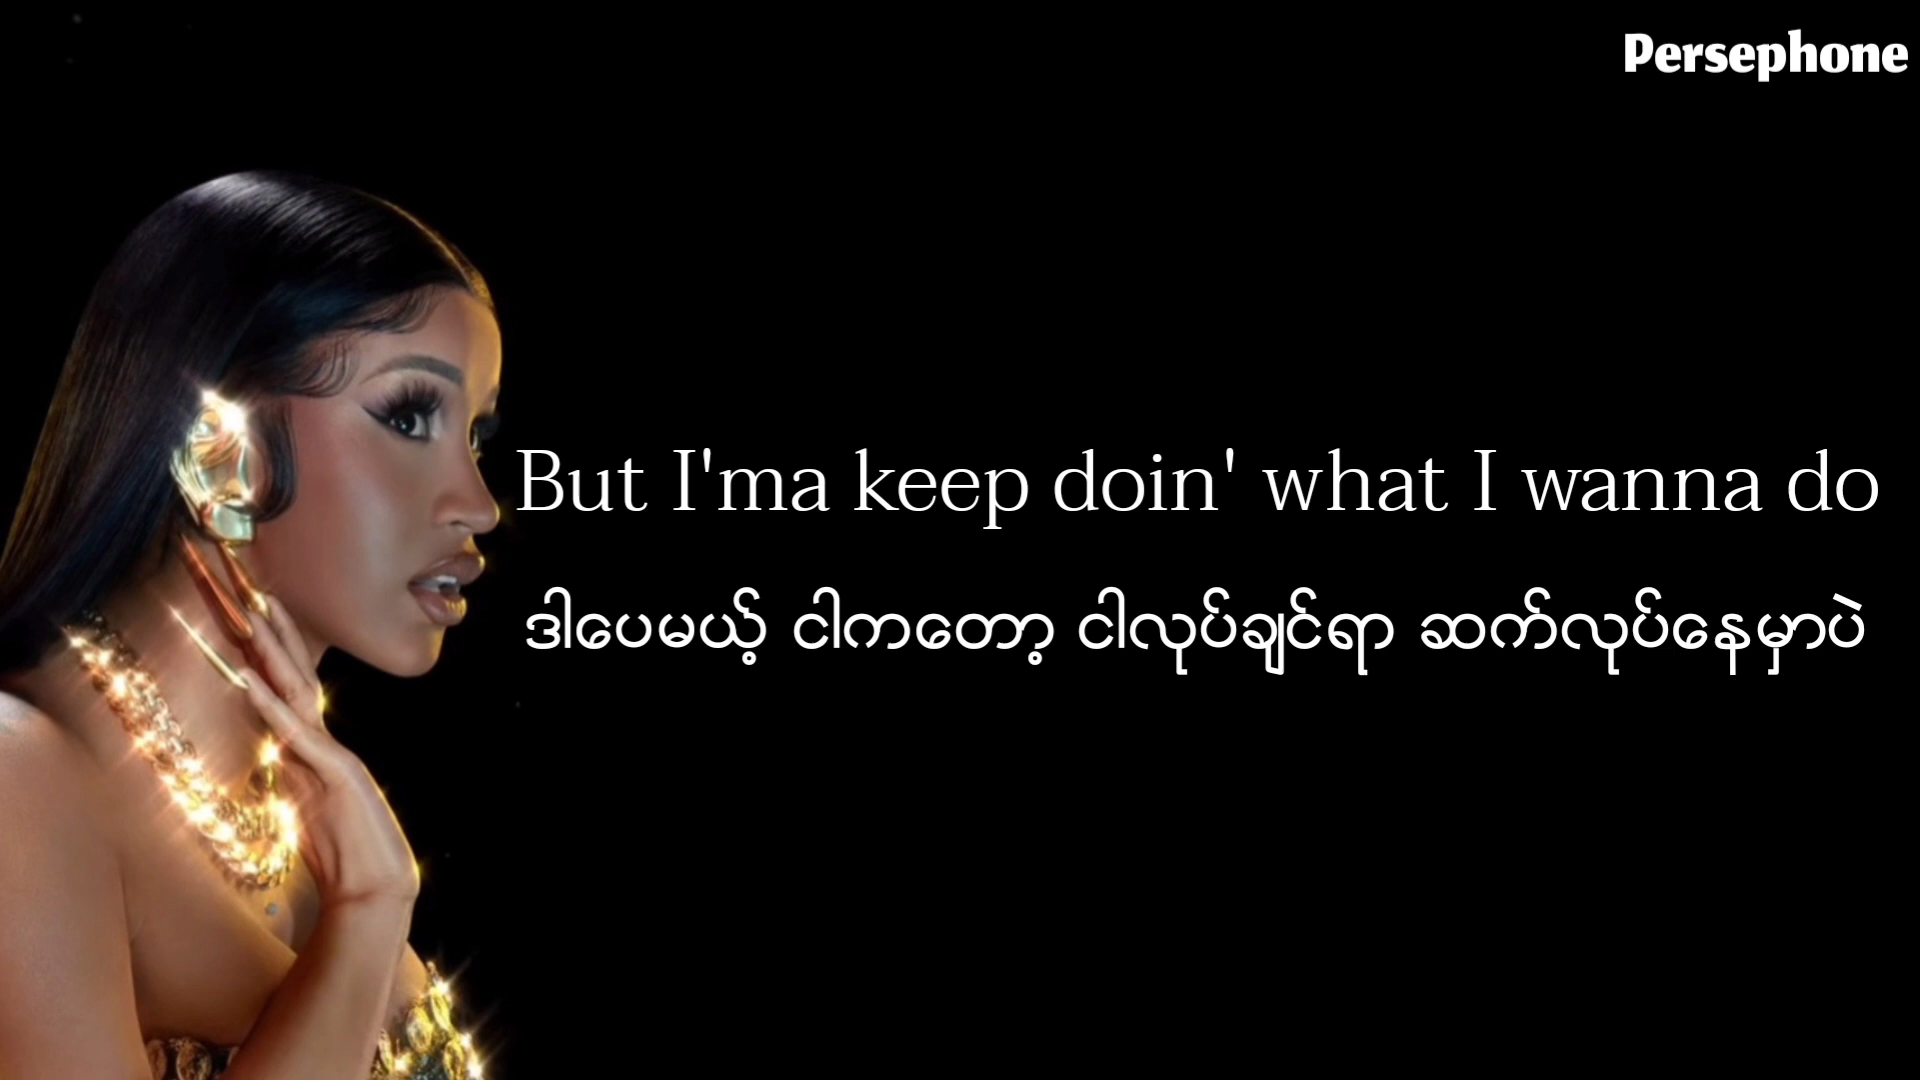 Persephone
But I'ma keep doin' what I wanna do
ဒါပေမယ့် ငါကတော့ ငါလုပ်ချင်ရာ ဆက်လုပ်နေမှာပဲ